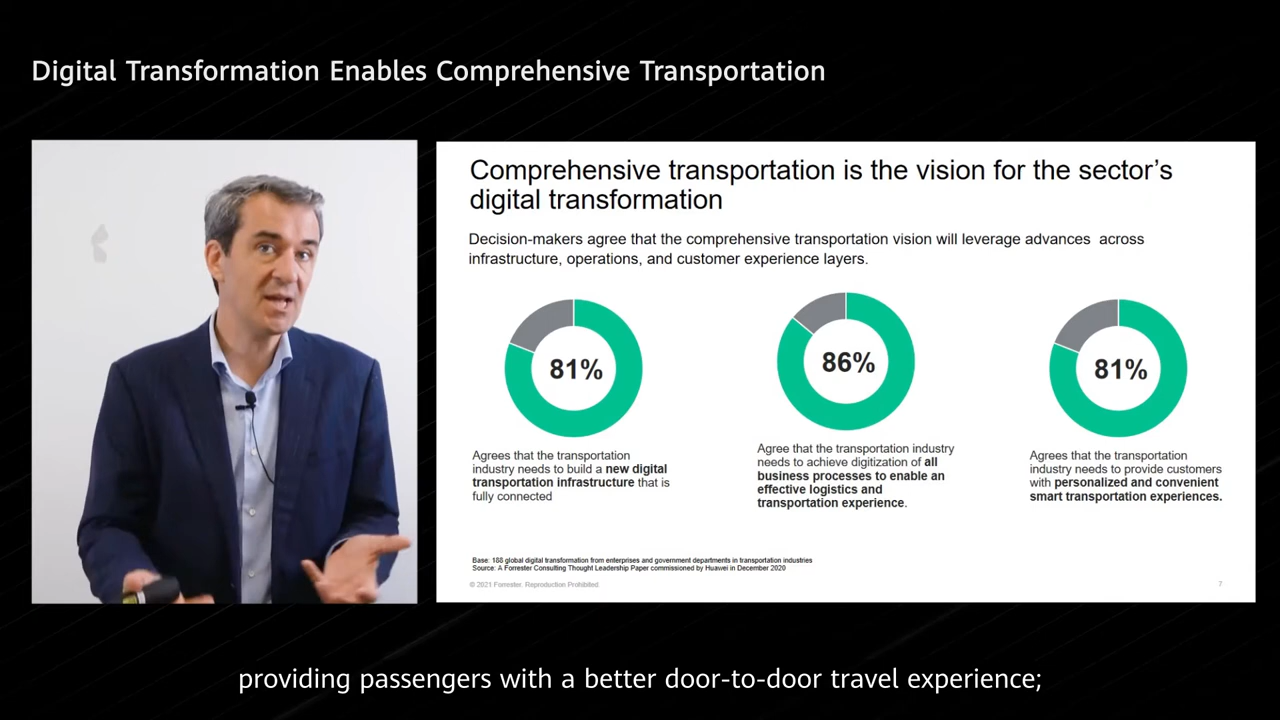 Digital Transformation Enables Comprehensive Transportation
Comprehensive transportation is the vision for the sector's
digital transformation
Decision-makers agree that the comprehensive transportation vision will leverage advances across
infrastructure, operations, and customer experience layers.
81%
Agrees that the transportation
industry needs to build a new digital
transportation infrastructure that is
fully connected
86%
Agree that the transportation industry
needs to achieve digitization of all
business processes to enable an
effective logistics and
transportation experience.
81%
Agrees that the transportation
industry needs to provide customers
with personalized and convenient
smart transportation experiences.
Base: 188 global digital transformation from enterprises and government departments in transportation industries
Source: A Forrester Consulting Thought Leadership Paper commissioned by Huawei in December 2020
© 2021 Forrester. Reproduction Prohibited
7
providing passengers with a better door-to-door travel experience;